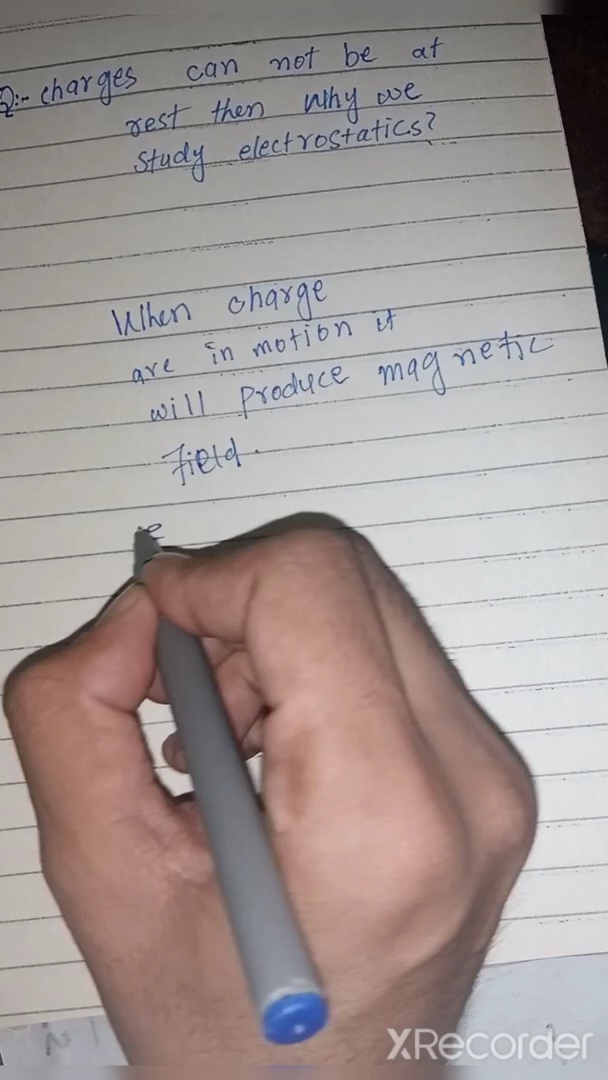 Q:- charges can not be at
rest then why we
study electrostatics?
When charge
are in motion it
will produce magnetic
field.
e
XRecorder